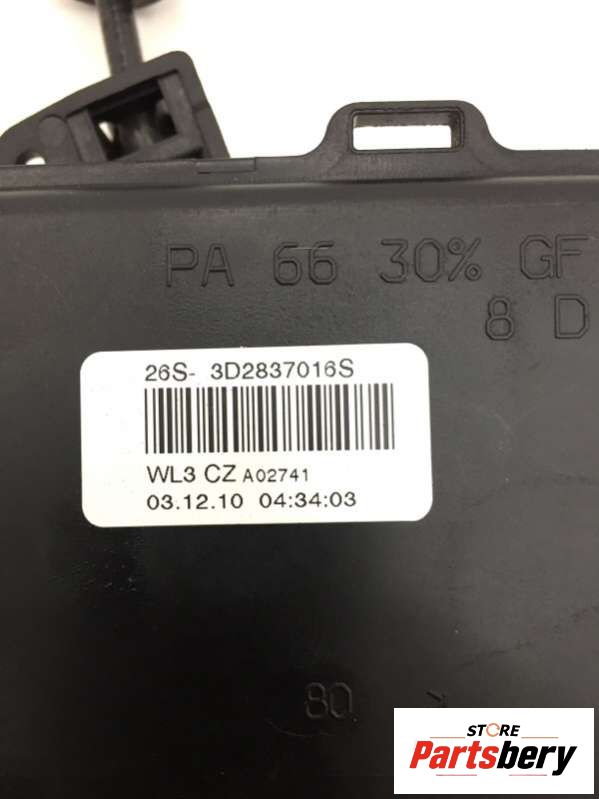 PA 66 30% GF
8 D
26S- 3D2837016S
WL3 CZ A02741
03.12.10 04:34:03
80
STORE
Partsbery